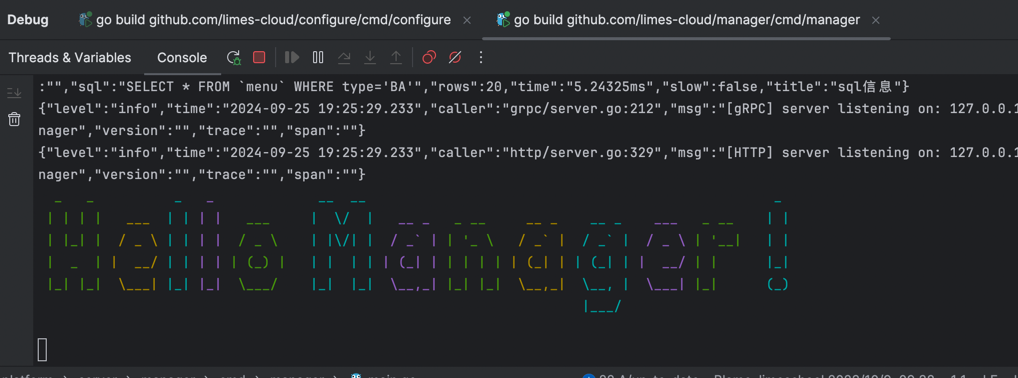 Debug go build github.com/limes-cloud/configure/cmd/configure × go build github.com/limes-cloud/manager/cmd/manager ×
Threads & Variables Console
:"","sql":"SELECT * FROM `menu` WHERE type='BA'","rows":20,"time":"5.24325ms","slow":false,"title":"sql信息"}
{"level":"info","time":"2024-09-25 19:25:29.233","caller":"grpc/server.go:212","msg":"[gRPC] server listening on: 127.0.0.1
nager","version":"","trace":"","span":""}
{"level":"info","time":"2024-09-25 19:25:29.233","caller":"http/server.go:329","msg":"[HTTP] server listening on: 127.0.0.1
nager","version":"","trace":"","span":""}
Hello Manager !